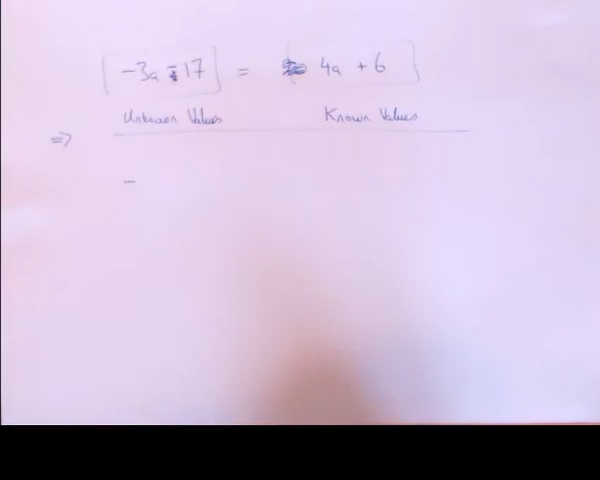 [-3a - 17] = [4a + 6]
Unknown Values Known Values
⇒
-